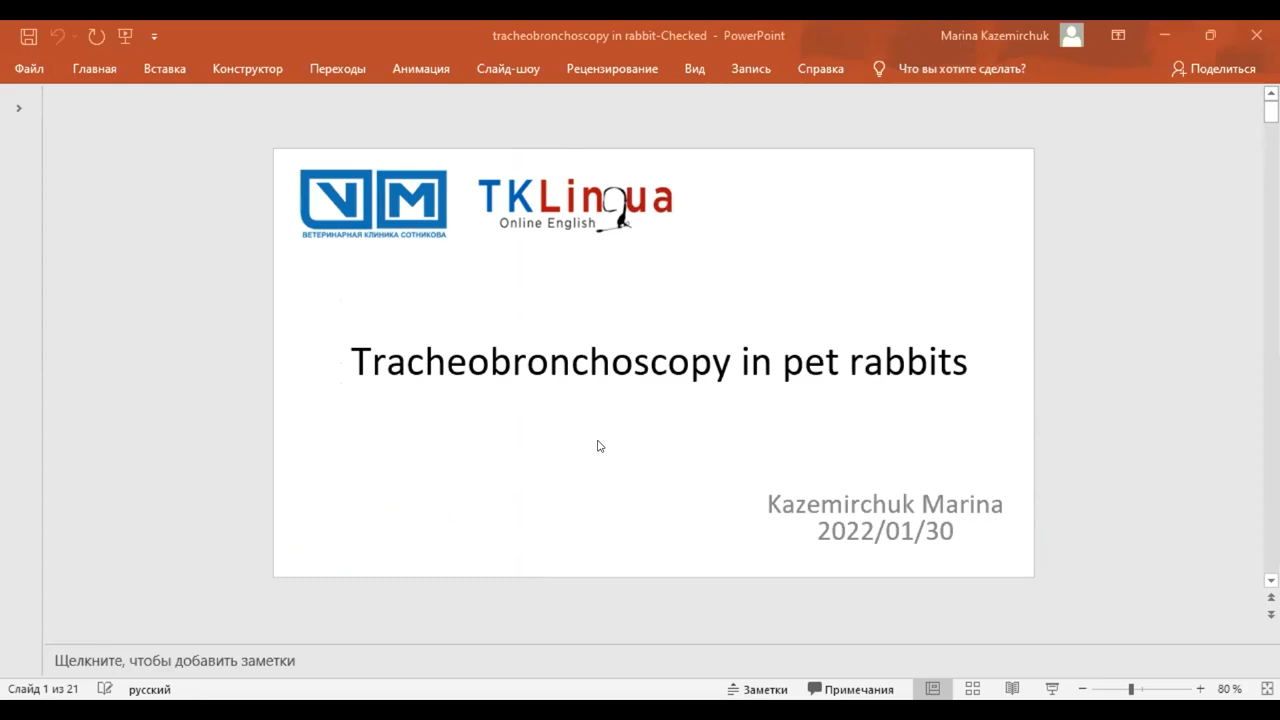 tracheobronchoscopy in rabbit-Checked - PowerPoint
Marina Kazemirchuk
Файл Главная Вставка Конструктор Переходы Анимация Слайд-шоу Рецензирование Вид Запись Справка Что вы хотите сделать? Поделиться
VM
ВЕТЕРИНАРНАЯ КЛИНИКА СОТНИКОВА
TKLingua
Online English
Tracheobronchoscopy in pet rabbits
Kazemirchuk Marina
2022/01/30
Щелкните, чтобы добавить заметки
Слайд 1 из 21 русский Заметки Примечания 80 %